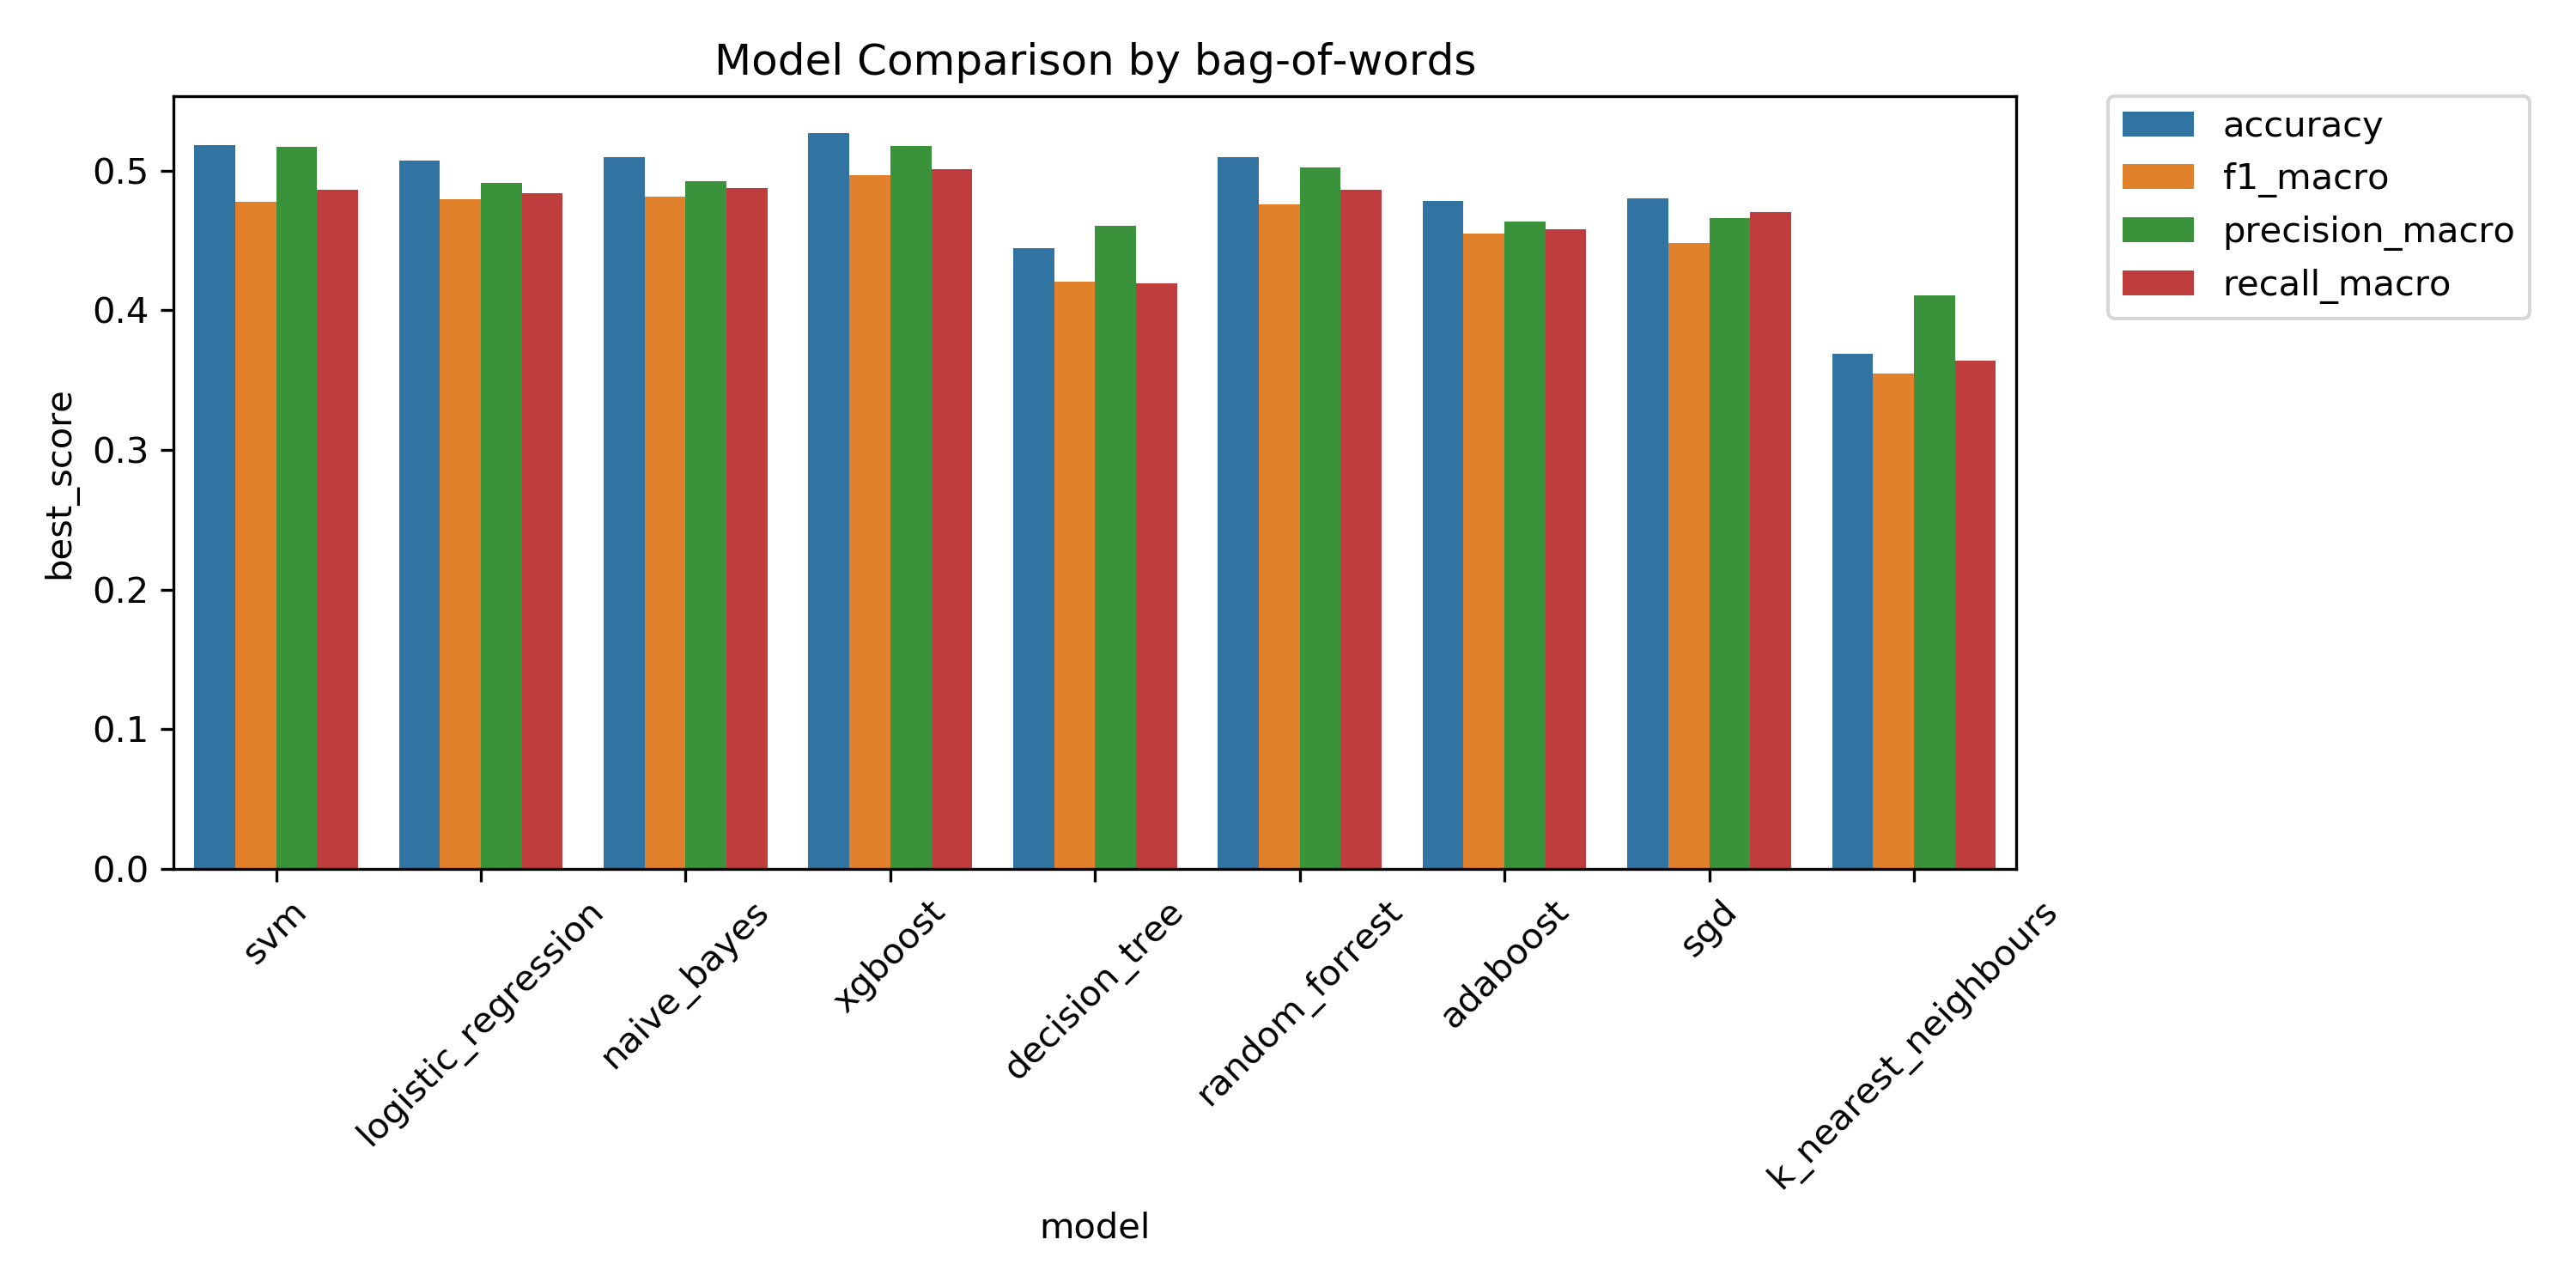 Model Comparison by bag-of-words
accuracy
f1_macro
precision_macro
recall_macro
best_score
0.5
0.4
0.3
0.2
0.1
0.0
svm
logistic_regression
naive_bayes
xgboost
decision_tree
random_forrest
adaboost
sgd
k_nearest_neighbours
model